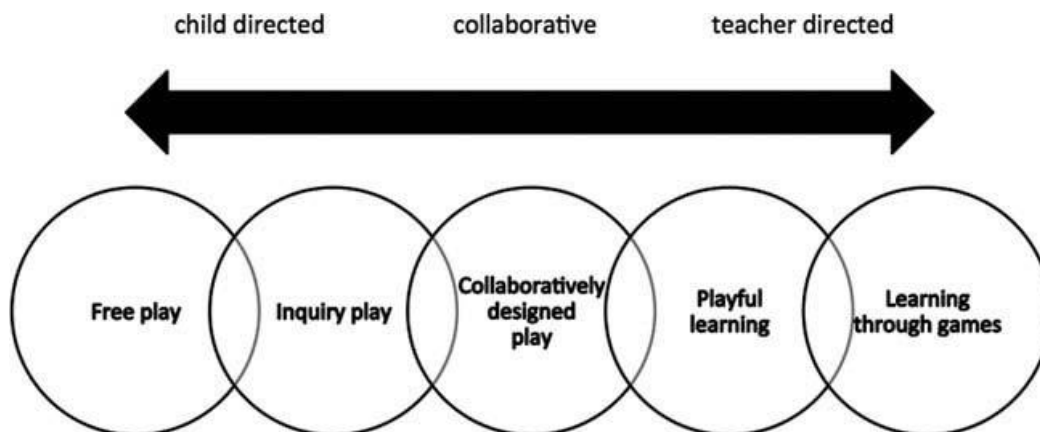 child directed collaborative teacher directed
Free play
Inquiry play
Collaboratively
designed
play
Playful
learning
Learning
through games